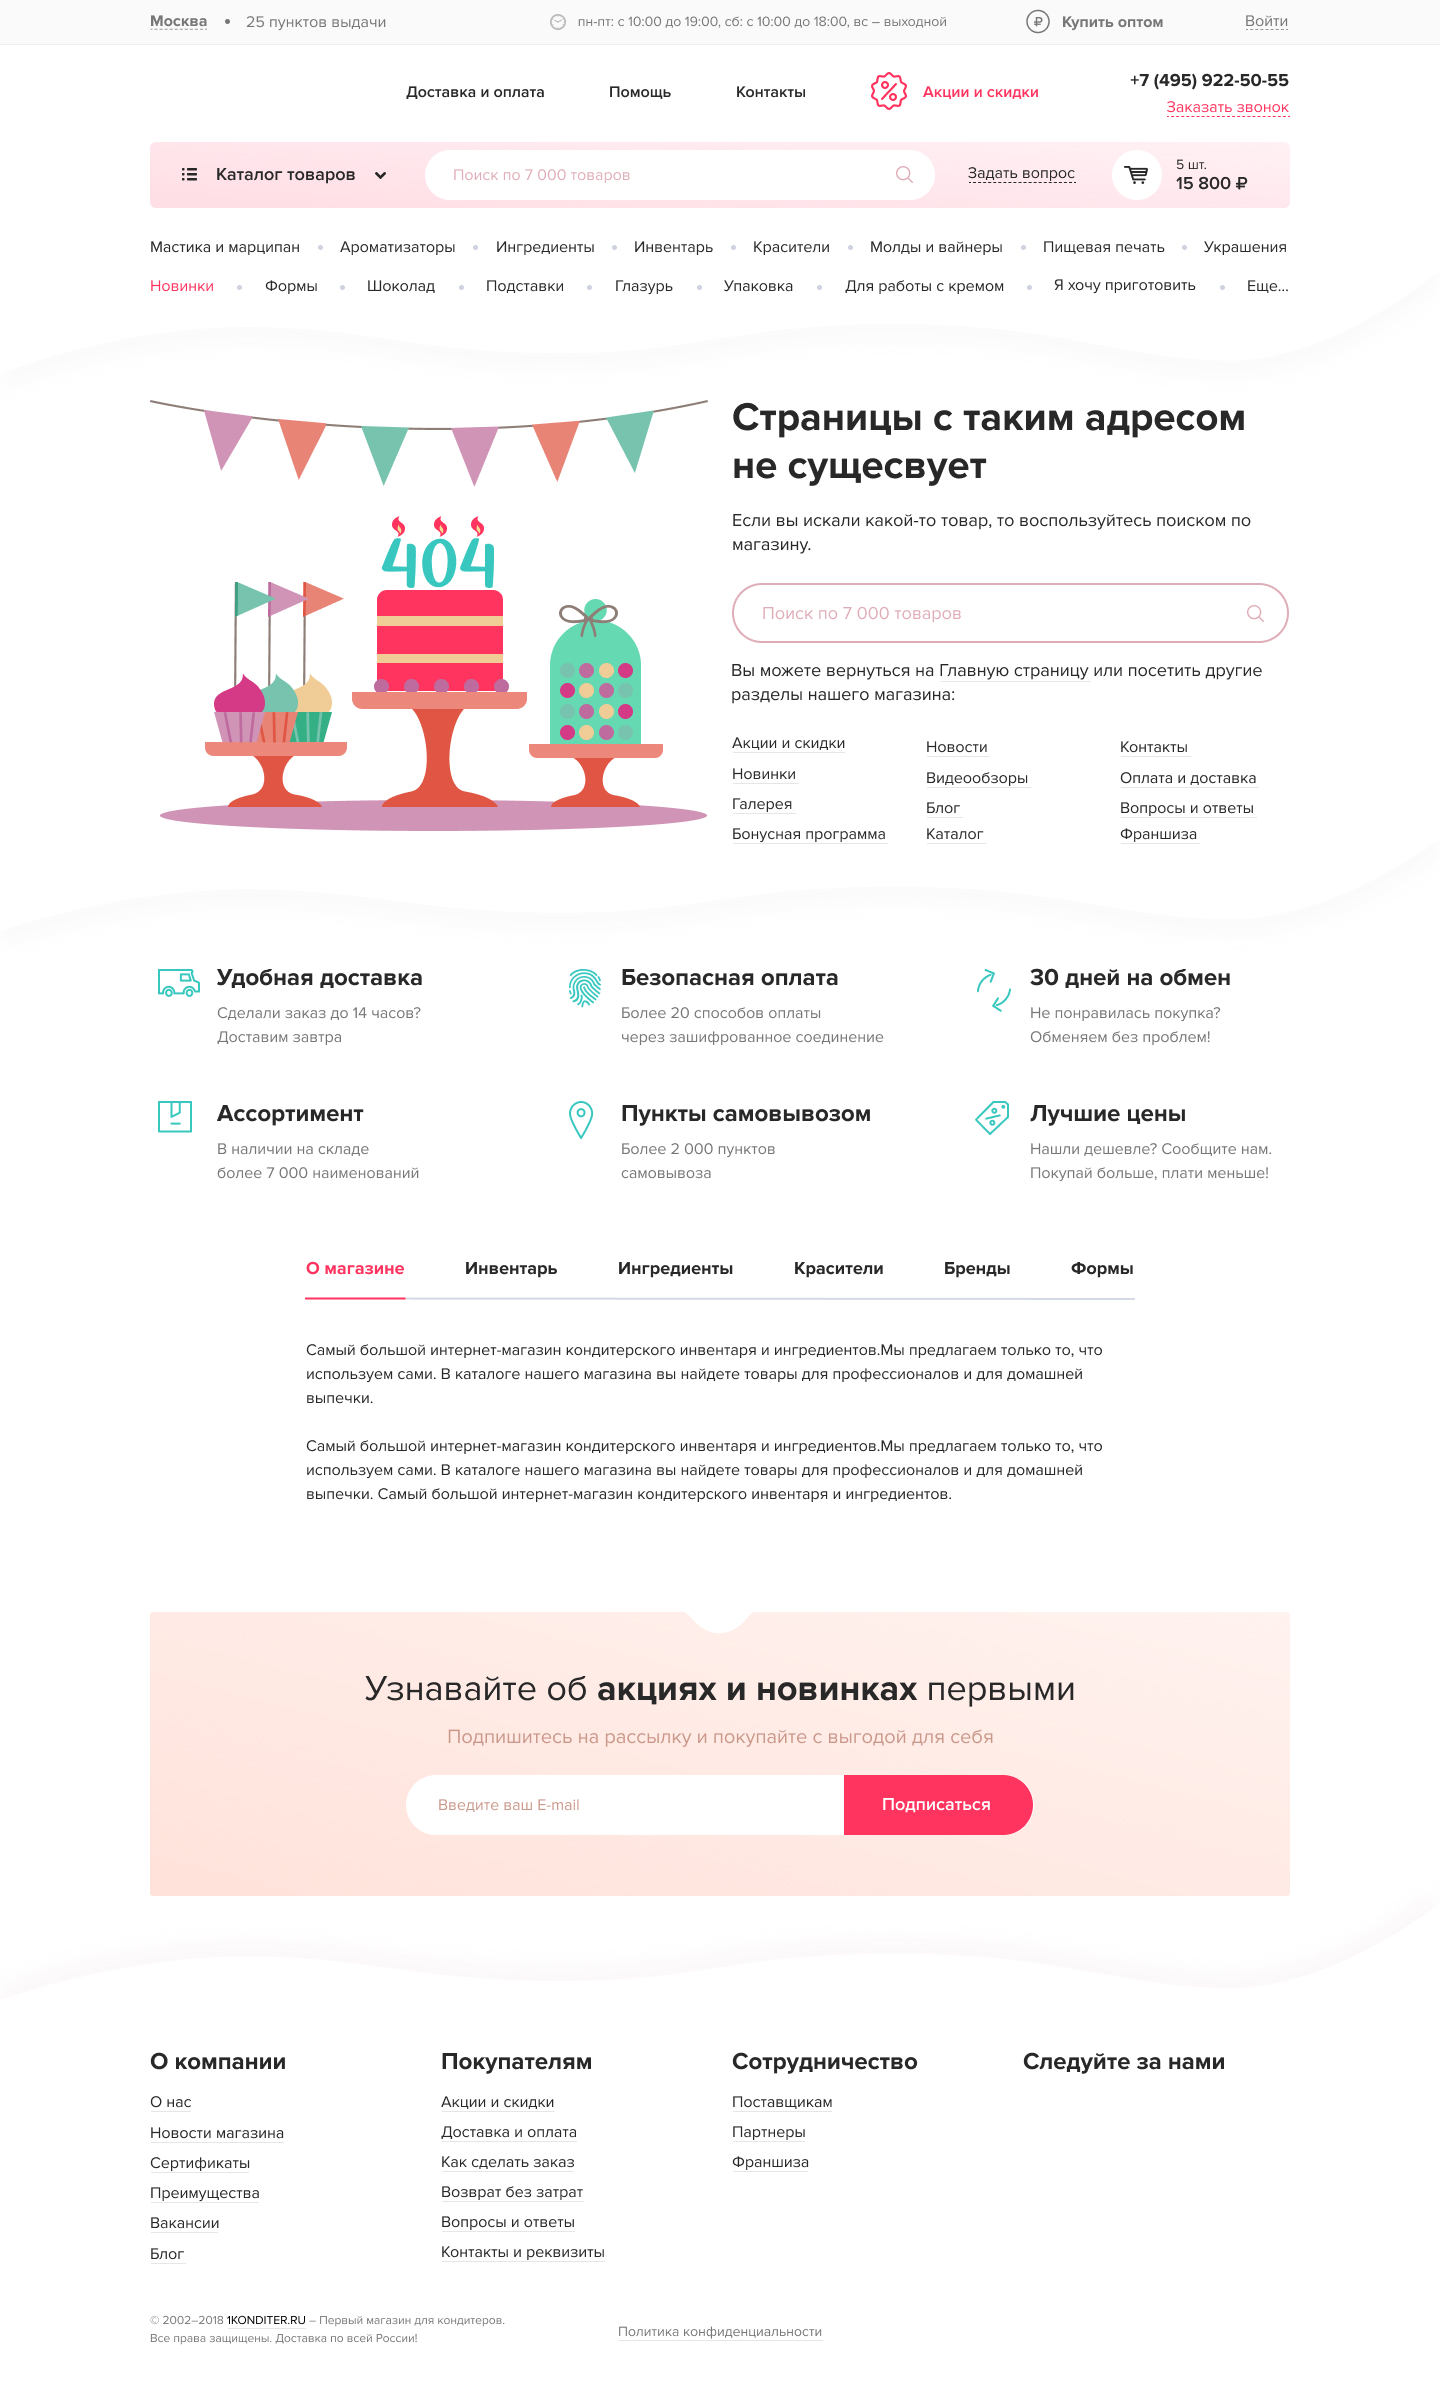 Москва • 25 пунктов выдачи
пн-пт: с 10:00 до 19:00, сб: с 10:00 до 18:00, вс – выходной
Купить оптом
Войти
Доставка и оплата
Помощь
Контакты
Акции и скидки
+7 (495) 922-50-55
Заказать звонок
Каталог товаров
Поиск по 7 000 товаров
Задать вопрос
5 шт.
15 800 ₽
Мастика и марципан • Ароматизаторы • Ингредиенты • Инвентарь • Красители • Молды и вайнеры • Пищевая печать • Украшения
Новинки • Формы • Шоколад • Подставки • Глазурь • Упаковка • Для работы с кремом • Я хочу приготовить • Еще...
404
Страницы с таким адресом
не сущесвует
Если вы искали какой-то товар, то воспользуйтесь поиском по
магазину.
Поиск по 7 000 товаров
Вы можете вернуться на Главную страницу или посетить другие
разделы нашего магазина:
Акции и скидки
Новинки
Галерея
Бонусная программа
Новости
Видеообзоры
Блог
Каталог
Контакты
Оплата и доставка
Вопросы и ответы
Франшиза
Удобная доставка
Сделали заказ до 14 часов?
Доставим завтра
Безопасная оплата
Более 20 способов оплаты
через зашифрованное соединение
30 дней на обмен
Не понравилась покупка?
Обменяем без проблем!
Ассортимент
В наличии на складе
более 7 000 наименований
Пункты самовывозом
Более 2 000 пунктов
самовывоза
Лучшие цены
Нашли дешевле? Сообщите нам.
Покупай больше, плати меньше!
О магазине
Инвентарь
Ингредиенты
Красители
Бренды
Формы
Самый большой интернет-магазин кондитерского инвентаря и ингредиентов.Мы предлагаем только то, что
используем сами. В каталоге нашего магазина вы найдете товары для профессионалов и для домашней
выпечки.
Самый большой интернет-магазин кондитерского инвентаря и ингредиентов.Мы предлагаем только то, что
используем сами. В каталоге нашего магазина вы найдете товары для профессионалов и для домашней
выпечки. Самый большой интернет-магазин кондитерского инвентаря и ингредиентов.
Узнавайте об акциях и новинках первыми
Подпишитесь на рассылку и покупайте с выгодой для себя
Введите ваш E-mail
Подписаться
О компании
О нас
Новости магазина
Сертификаты
Преимущества
Вакансии
Блог
Покупателям
Акции и скидки
Доставка и оплата
Как сделать заказ
Возврат без затрат
Вопросы и ответы
Контакты и реквизиты
Сотрудничество
Поставщикам
Партнеры
Франшиза
Следуйте за нами
© 2002–2018 1KONDITER.RU – Первый магазин для кондитеров.
Все права защищены. Доставка по всей России!
Политика конфиденциальности